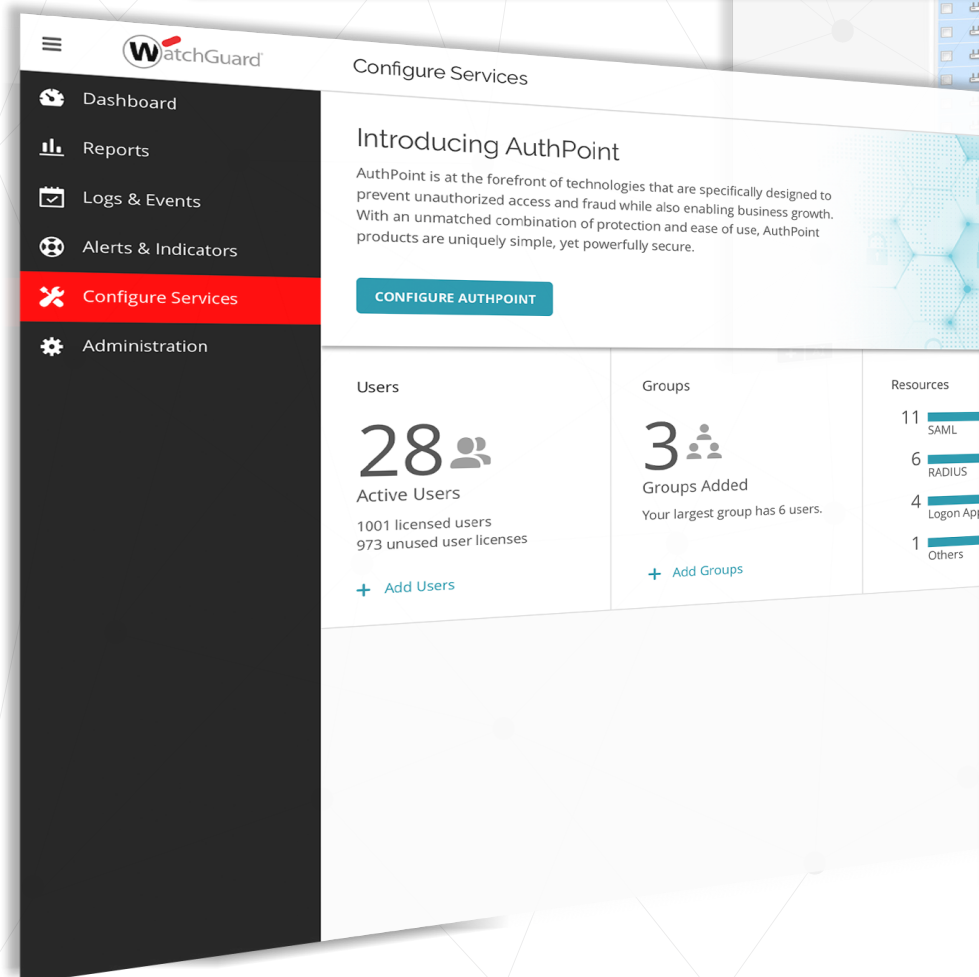 WatchGuard
Configure Services
Dashboard
Reports
Logs & Events
Alerts & Indicators
Configure Services
Administration
Introducing AuthPoint
AuthPoint is at the forefront of technologies that are specifically designed to
prevent unauthorized access and fraud while also enabling business growth.
With an unmatched combination of protection and ease of use, AuthPoint
products are uniquely simple, yet powerfully secure.
CONFIGURE AUTHPOINT
Users
28
Active Users
1001 licensed users
973 unused user licenses
+ Add Users
Groups
3
Groups Added
Your largest group has 6 users.
+ Add Groups
Resources
11
SAML
6
RADIUS
4
Logon App
1
Others